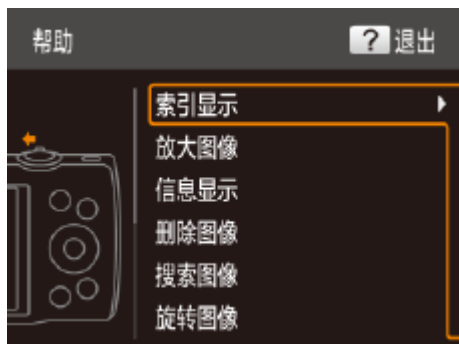 帮助 ? 退出
索引显示
放大图像
信息显示
删除图像
搜索图像
旋转图像